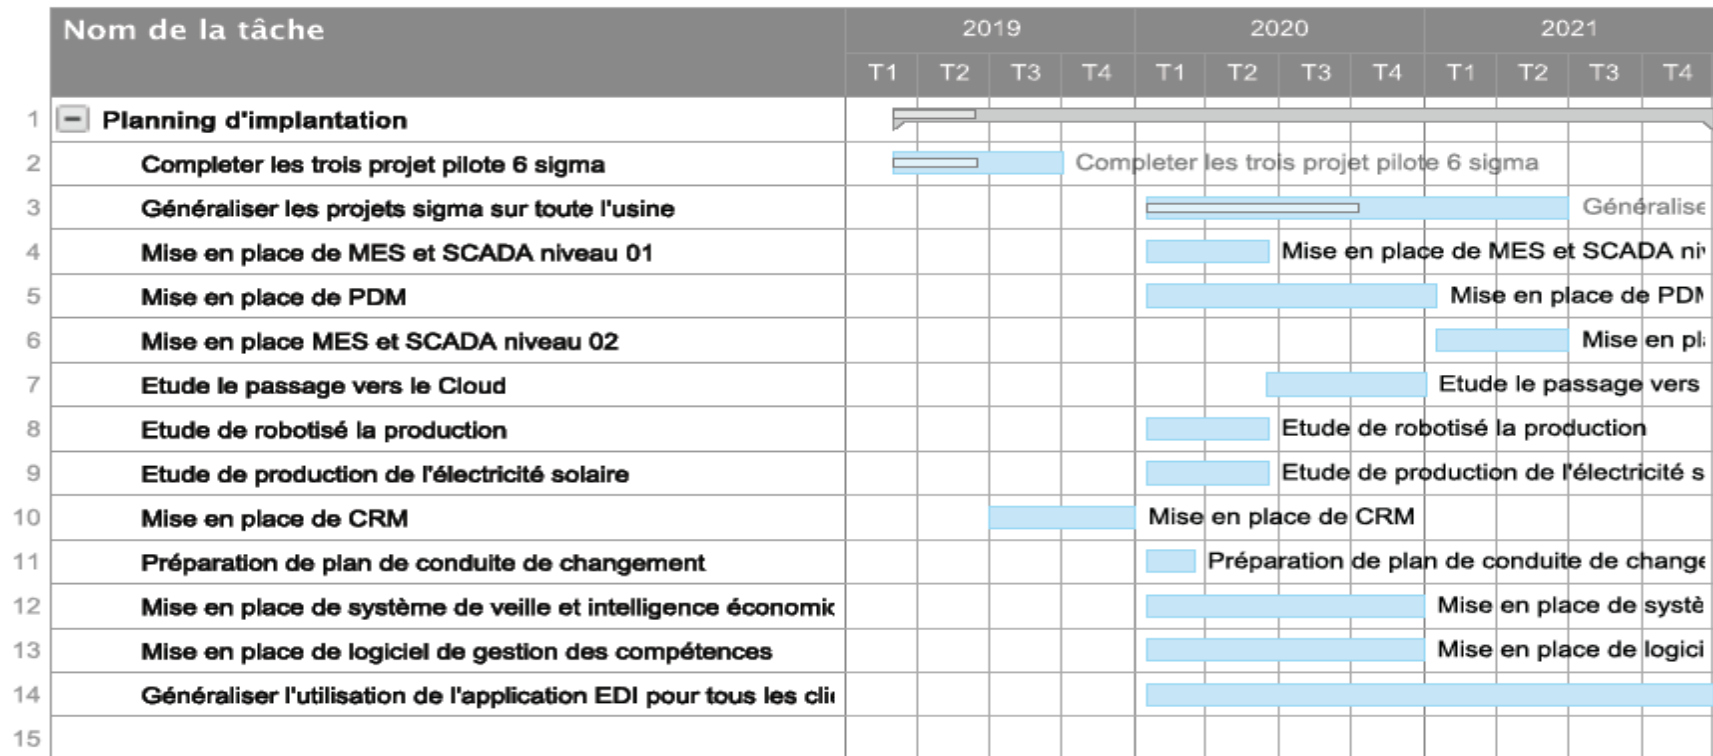 Nom de la tâche 2019 2020 2021
T1 T2 T3 T4 T1 T2 T3 T4 T1 T2 T3 T4
1 Planning d'implantation
2 Completer les trois projet pilote 6 sigma Completer les trois projet pilote 6 sigma
3 Généraliser les projets sigma sur toute l'usine Généralise
4 Mise en place de MES et SCADA niveau 01 Mise en place de MES et SCADA niv
5 Mise en place de PDM Mise en place de PDM
6 Mise en place MES et SCADA niveau 02 Mise en pla
7 Etude le passage vers le Cloud Etude le passage vers
8 Etude de robotisé la production Etude de robotisé la production
9 Etude de production de l'électricité solaire Etude de production de l'électricité s
10 Mise en place de CRM Mise en place de CRM
11 Préparation de plan de conduite de changement Préparation de plan de conduite de change
12 Mise en place de système de veille et intelligence économic Mise en place de systè
13 Mise en place de logiciel de gestion des compétences Mise en place de logici
14 Généraliser l'utilisation de l'application EDI pour tous les clie
15